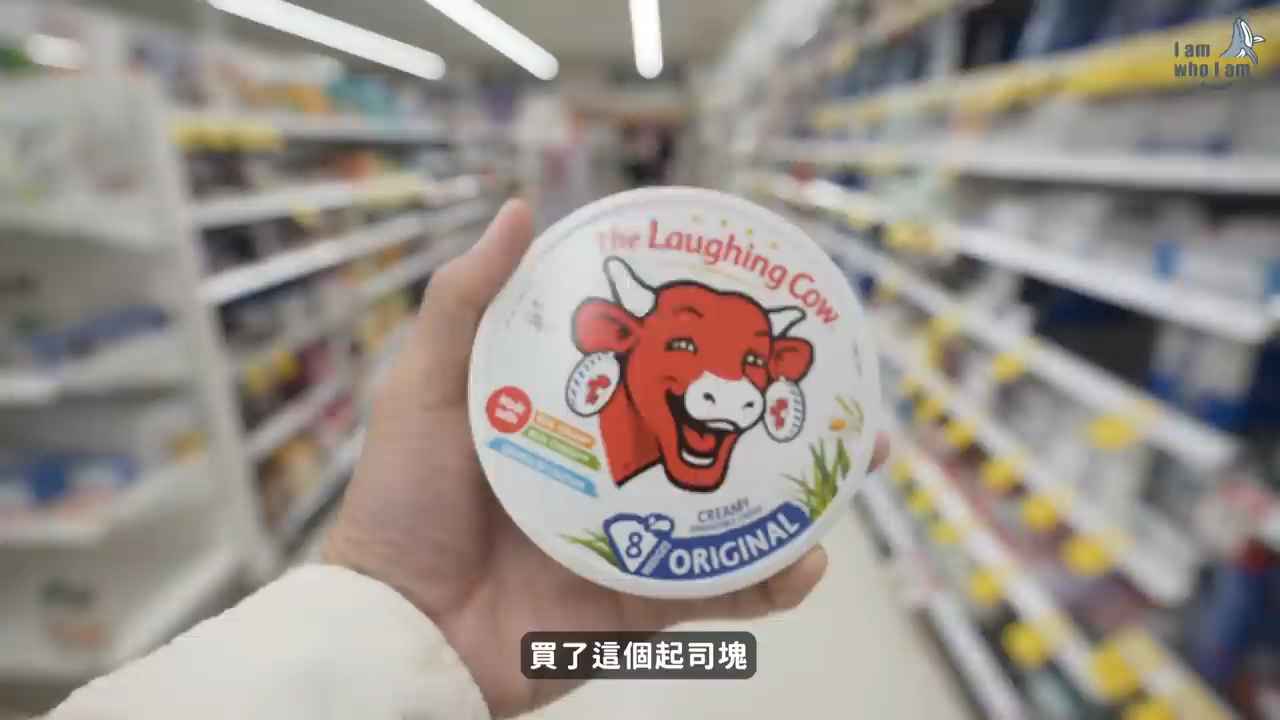 I am
who I am
The Laughing Cow
CREAMY
8
ORIGINAL
買了這個起司塊